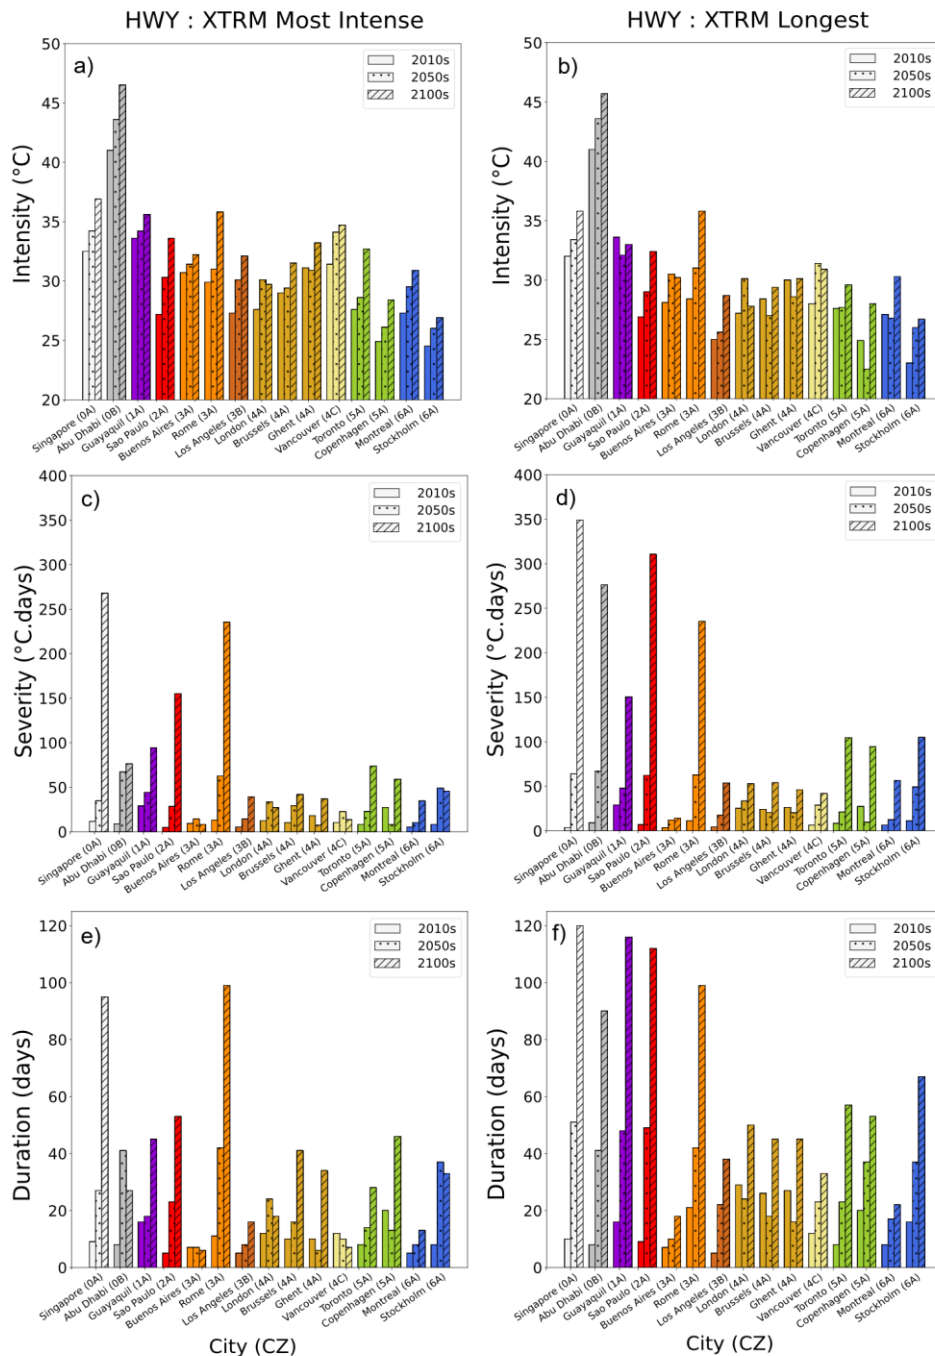 HWY : XTRM Most Intense
HWY : XTRM Longest
a)
50
45
40
35
30
25
20
Intensity (°C)
2010s
2050s
2100s
Singapore (0A)
Abu Dhabi (0B)
Guayaquil (1A)
Sao Paulo (2A)
Buenos Aires (3A)
Rome (3A)
Los Angeles (3B)
London (4A)
Brussels (4A)
Ghent (4A)
Vancouver (4C)
Toronto (5A)
Copenhagen (5A)
Montreal (6A)
Stockholm (6A)
b)
50
45
40
35
30
25
20
Intensity (°C)
2010s
2050s
2100s
Singapore (0A)
Abu Dhabi (0B)
Guayaquil (1A)
Sao Paulo (2A)
Buenos Aires (3A)
Rome (3A)
Los Angeles (3B)
London (4A)
Brussels (4A)
Ghent (4A)
Vancouver (4C)
Toronto (5A)
Copenhagen (5A)
Montreal (6A)
Stockholm (6A)
c)
400
350
300
250
200
150
100
50
0
Severity (°C.days)
2010s
2050s
2100s
Singapore (0A)
Abu Dhabi (0B)
Guayaquil (1A)
Sao Paulo (2A)
Buenos Aires (3A)
Rome (3A)
Los Angeles (3B)
London (4A)
Brussels (4A)
Ghent (4A)
Vancouver (4C)
Toronto (5A)
Copenhagen (5A)
Montreal (6A)
Stockholm (6A)
d)
400
350
300
250
200
150
100
50
0
Severity (°C.days)
2010s
2050s
2100s
Singapore (0A)
Abu Dhabi (0B)
Guayaquil (1A)
Sao Paulo (2A)
Buenos Aires (3A)
Rome (3A)
Los Angeles (3B)
London (4A)
Brussels (4A)
Ghent (4A)
Vancouver (4C)
Toronto (5A)
Copenhagen (5A)
Montreal (6A)
Stockholm (6A)
e)
120
100
80
60
40
20
0
Duration (days)
2010s
2050s
2100s
Singapore (0A)
Abu Dhabi (0B)
Guayaquil (1A)
Sao Paulo (2A)
Buenos Aires (3A)
Rome (3A)
Los Angeles (3B)
London (4A)
Brussels (4A)
Ghent (4A)
Vancouver (4C)
Toronto (5A)
Copenhagen (5A)
Montreal (6A)
Stockholm (6A)
City (CZ)
f)
120
100
80
60
40
20
0
Duration (days)
2010s
2050s
2100s
Singapore (0A)
Abu Dhabi (0B)
Guayaquil (1A)
Sao Paulo (2A)
Buenos Aires (3A)
Rome (3A)
Los Angeles (3B)
London (4A)
Brussels (4A)
Ghent (4A)
Vancouver (4C)
Toronto (5A)
Copenhagen (5A)
Montreal (6A)
Stockholm (6A)
City (CZ)